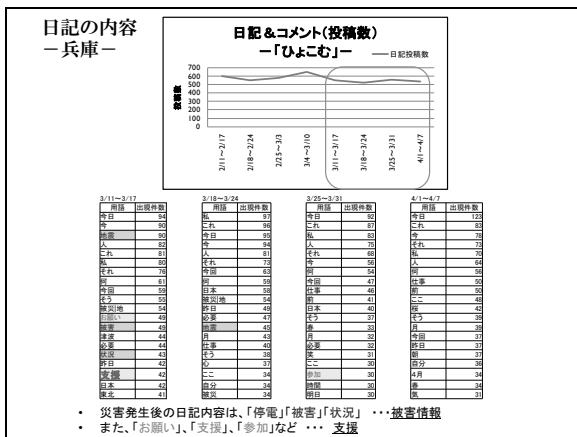 日記の内容
－兵庫－
日記＆コメント（投稿数）
－「ひょこむ」－
日記投稿数
投稿数
700
600
500
400
300
200
100
0
2/11～2/17
2/18～2/24
2/25～3/3
3/4～3/10
3/11～3/17
3/18～3/24
3/25～3/31
4/1～4/7
3/11～3/17
用語 出現件数
今日 94
今 90
地震 90
人 82
これ 81
私 80
それ 76
何 61
今回 59
そう 55
被災|地 54
お願い 49
被害 49
津波 44
必要 44
状況 43
昨日 42
支援 42
日本 42
東北 41
3/18～3/24
用語 出現件数
私 97
これ 96
今日 95
今 94
人 81
それ 73
今回 63
何 59
日本 58
被災|地 54
昨日 49
必要 47
地震 45
月 43
仕事 40
そう 38
心 37
ここ 34
自分 34
被災 34
3/25～3/31
用語 出現件数
今日 92
これ 87
私 83
人 75
それ 68
今 56
何 54
今回 47
仕事 46
前 41
日本 40
そう 37
春 33
月 32
必要 32
笑 31
ここ 30
参加 30
時間 30
明日 30
4/1～4/7
用語 出現件数
今日 123
これ 83
今 78
それ 73
私 70
人 64
何 56
仕事 50
前 50
ここ 48
桜 42
そう 39
月 39
今回 37
昨日 37
朝 37
自分 36
4月 34
春 34
気 31
• 災害発生後の日記内容は、「停電」「被害」「状況」 ･･･被害情報
• また、「お願い」、「支援」、「参加」など ･･･ 支援